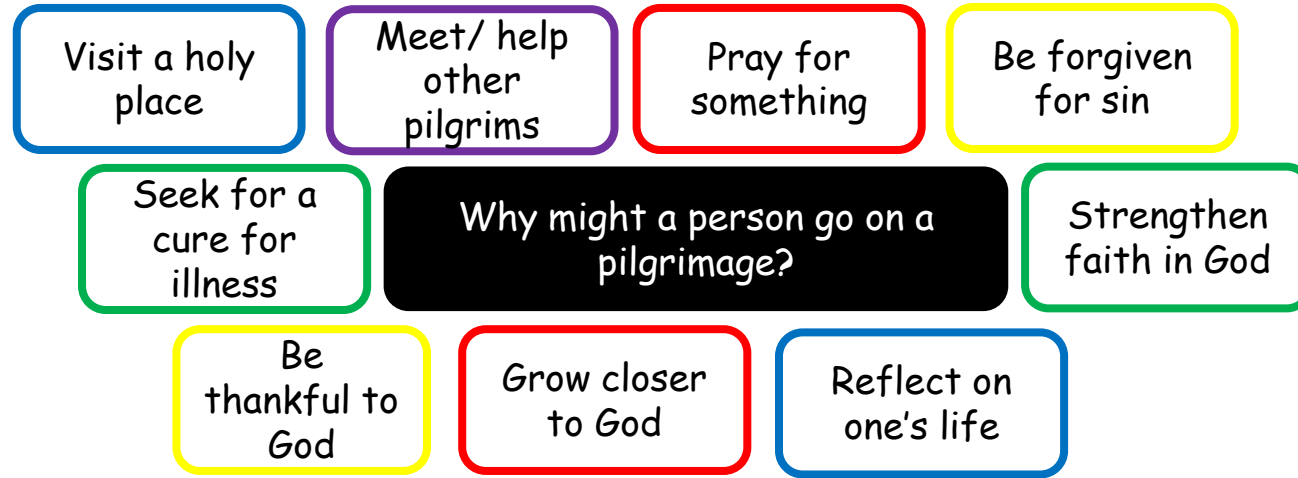 Visit a holy
place
Meet/ help
other
pilgrims
Pray for
something
Be forgiven
for sin
Seek for a
cure for
illness
Why might a person go on a
pilgrimage?
Strengthen
faith in God
Be
thankful to
God
Grow closer
to God
Reflect on
one's life